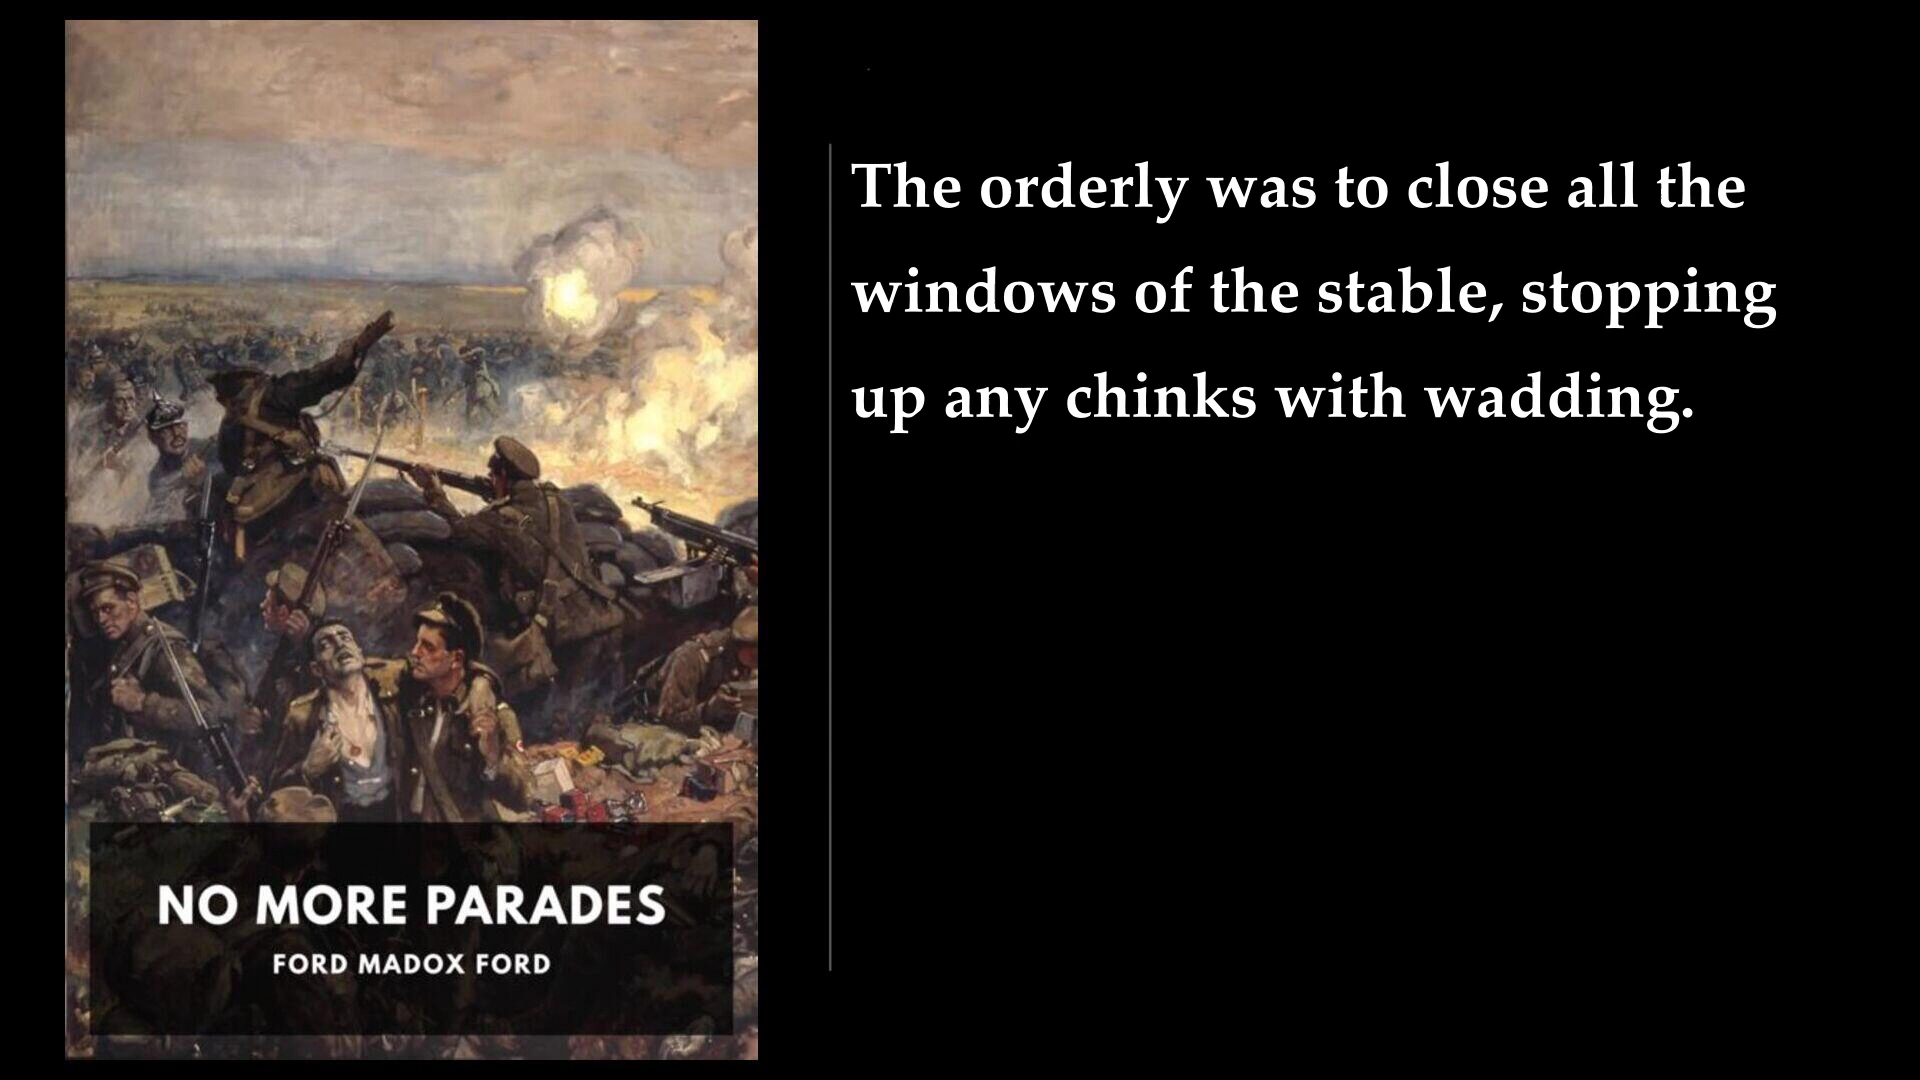 The orderly was to close all the
windows of the stable, stopping
up any chinks with wadding.
NO MORE PARADES
FORD MADOX FORD